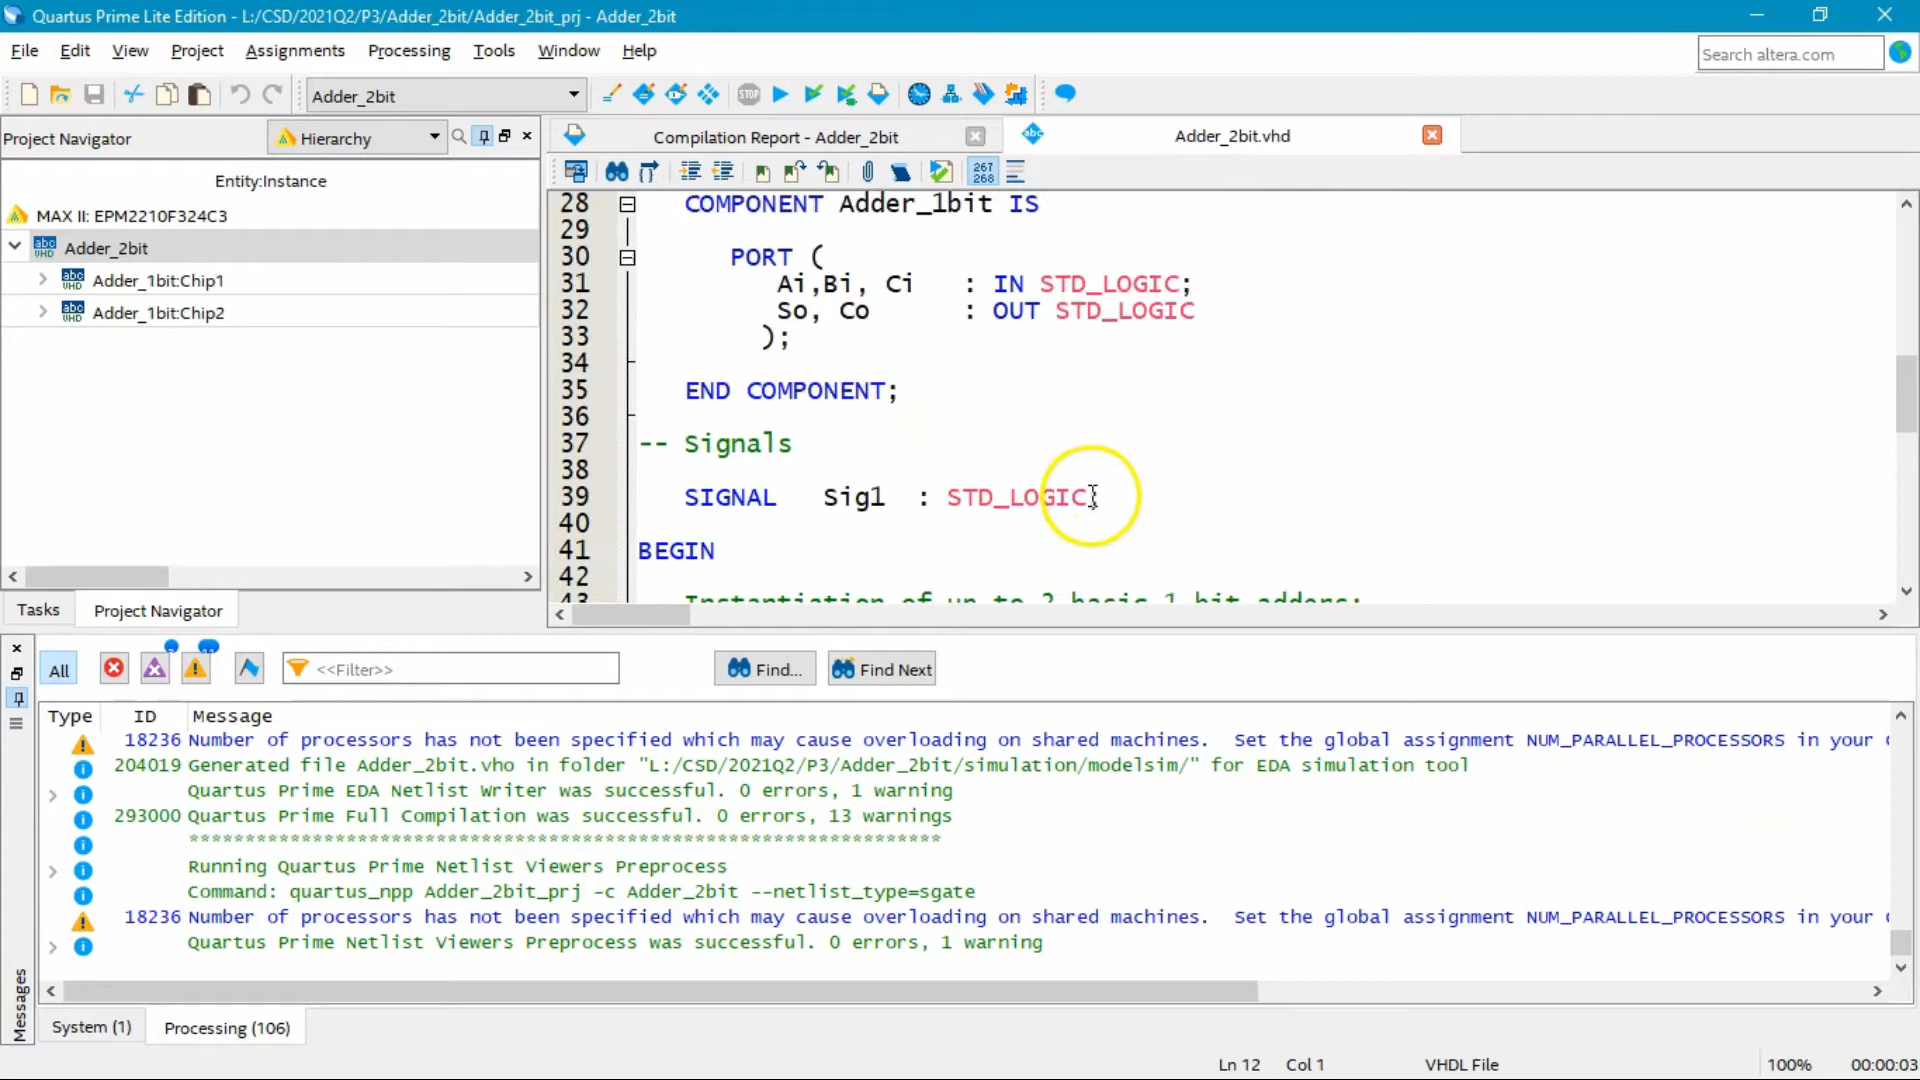 Quartus Prime Lite Edition - L:/CSD/2021Q2/P3/Adder_2bit/Adder_2bit_prj - Adder_2bit
File Edit View Project Assignments Processing Tools Window Help
Search altera.com
Adder_2bit
STOP
Project Navigator
Hierarchy
Compilation Report - Adder_2bit
abc
Adder_2bit.vhd
267
268
Entity:Instance
MAX II: EPM2210F324C3
abc VHD Adder_2bit
abc VHD Adder_1bit:Chip1
abc VHD Adder_1bit:Chip2
28 COMPONENT Adder_1bit IS
29
30 PORT (
31 Ai,Bi, Ci : IN STD_LOGIC;
32 So, Co : OUT STD_LOGIC
33 );
34
35 END COMPONENT;
36
37 -- Signals
38
39 SIGNAL Sig1 : STD_LOGIC
40
41 BEGIN
42
43 Instantiation of up to 2 basic 1 bit adders:
Tasks Project Navigator
All <<Filter>> Find... Find Next
Type ID Message
18236 Number of processors has not been specified which may cause overloading on shared machines. Set the global assignment NUM_PARALLEL_PROCESSORS in your
204019 Generated file Adder_2bit.vho in folder "L:/CSD/2021Q2/P3/Adder_2bit/simulation/modelsim/" for EDA simulation tool
Quartus Prime EDA Netlist Writer was successful. 0 errors, 1 warning
293000 Quartus Prime Full Compilation was successful. 0 errors, 13 warnings
*******************************************************************
Running Quartus Prime Netlist Viewers Preprocess
Command: quartus_npp Adder_2bit_prj -c Adder_2bit --netlist_type=sgate
18236 Number of processors has not been specified which may cause overloading on shared machines. Set the global assignment NUM_PARALLEL_PROCESSORS in your
Quartus Prime Netlist Viewers Preprocess was successful. 0 errors, 1 warning
Messages
System (1) Processing (106)
Ln 12 Col 1 VHDL File 100% 00:00:03